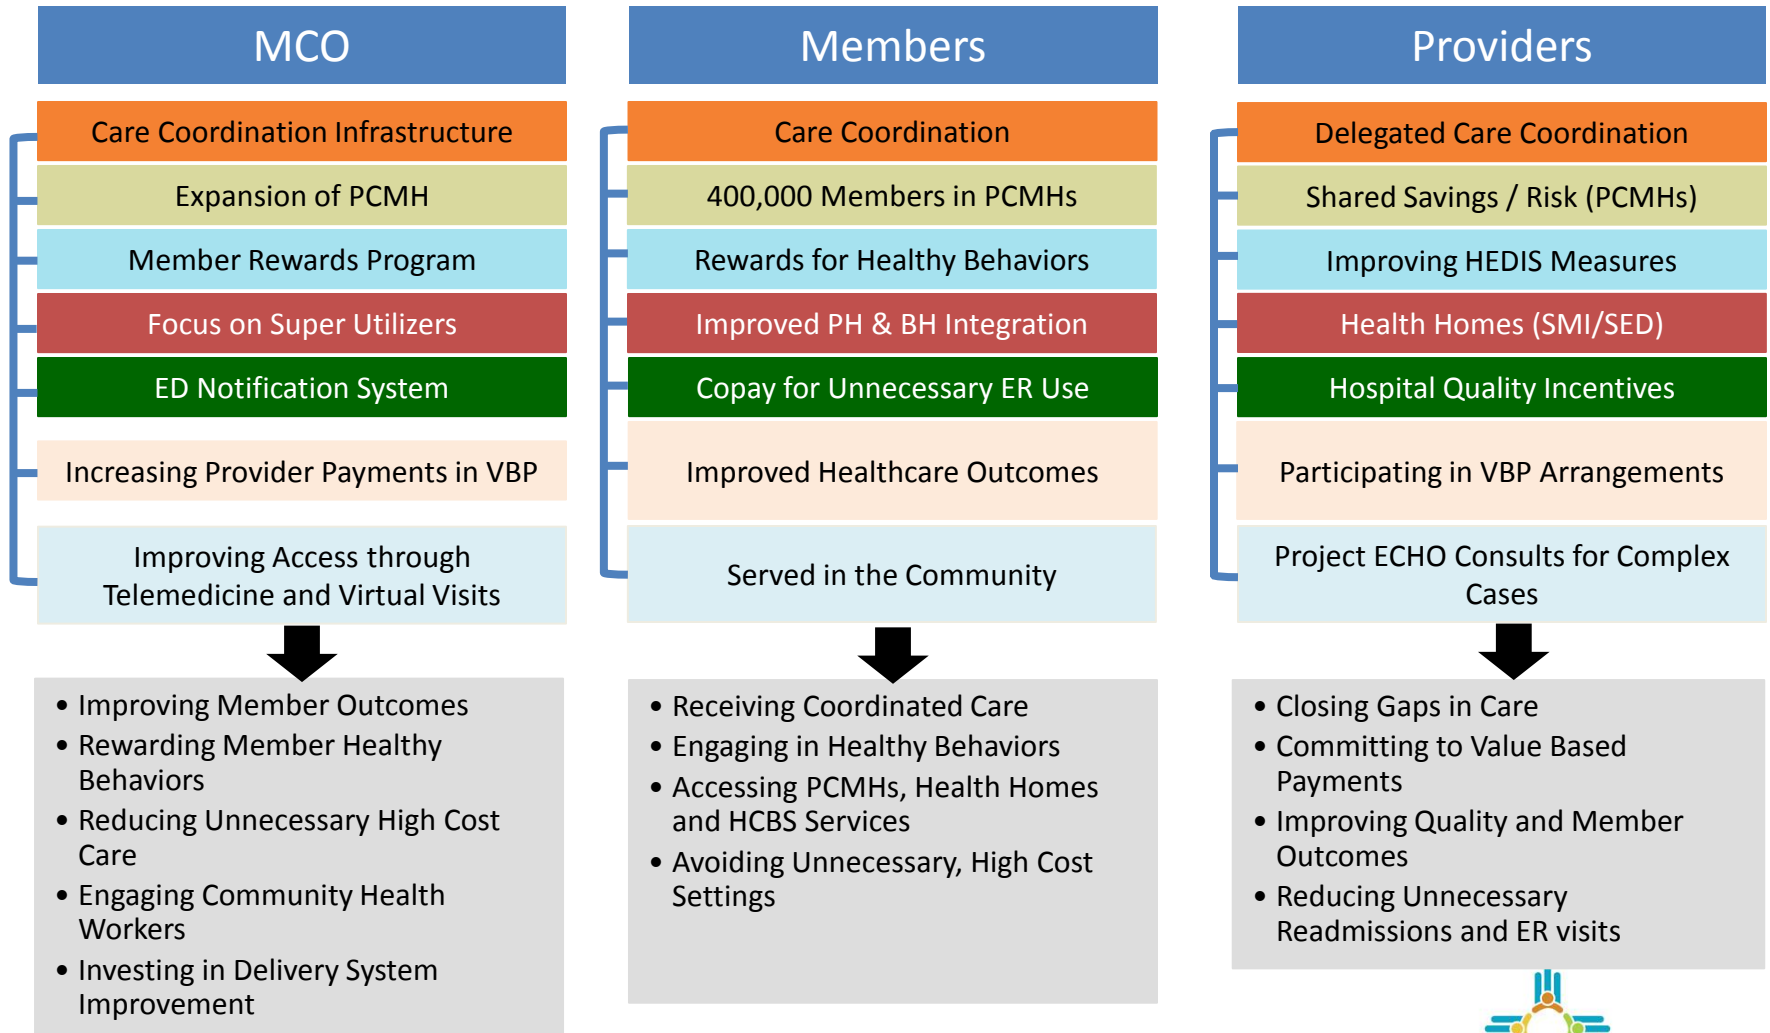 MCO
Care Coordination Infrastructure
Expansion of PCMH
Member Rewards Program
Focus on Super Utilizers
ED Notification System
Increasing Provider Payments in VBP
Improving Access through
Telemedicine and Virtual Visits
• Improving Member Outcomes
• Rewarding Member Healthy
Behaviors
• Reducing Unnecessary High Cost
Care
• Engaging Community Health
Workers
• Investing in Delivery System
Improvement
Members
Care Coordination
400,000 Members in PCMHs
Rewards for Healthy Behaviors
Improved PH & BH Integration
Copay for Unnecessary ER Use
Improved Healthcare Outcomes
Served in the Community
• Receiving Coordinated Care
• Engaging in Healthy Behaviors
• Accessing PCMHs, Health Homes
and HCBS Services
• Avoiding Unnecessary, High Cost
Settings
Providers
Delegated Care Coordination
Shared Savings / Risk (PCMHs)
Improving HEDIS Measures
Health Homes (SMI/SED)
Hospital Quality Incentives
Participating in VBP Arrangements
Project ECHO Consults for Complex
Cases
• Closing Gaps in Care
• Committing to Value Based
Payments
• Improving Quality and Member
Outcomes
• Reducing Unnecessary
Readmissions and ER visits